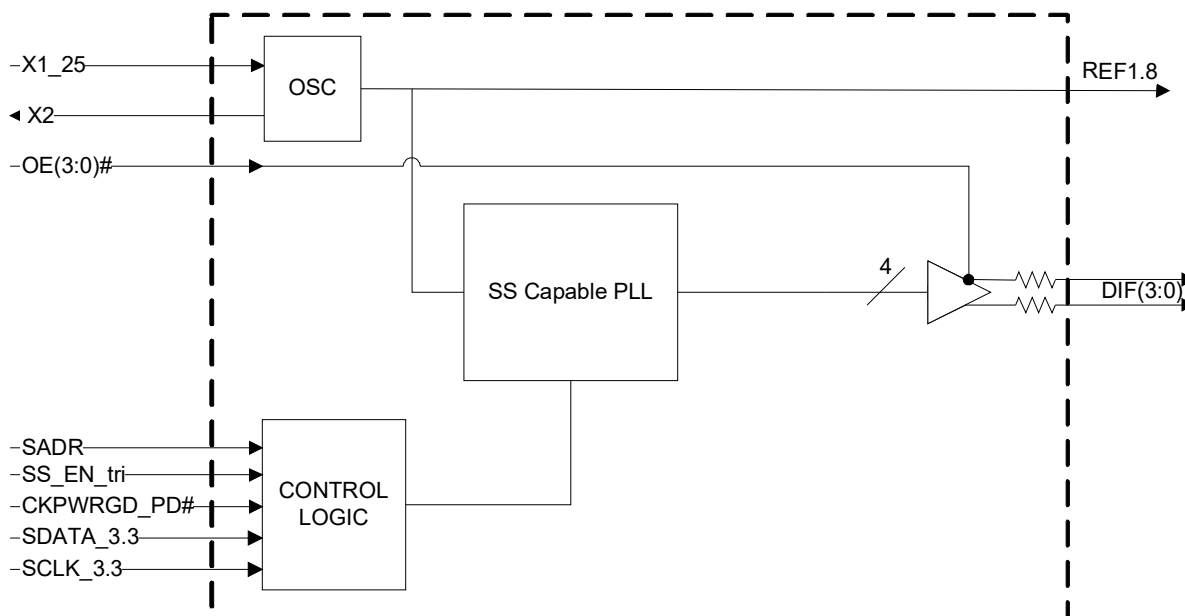 X1_25
OSC
REF1.8
X2
OE(3:0)#
4
SS Capable PLL
DIF(3:0)
SADR
SS_EN_tri
CKPWRGD_PD#
CONTROL
LOGIC
SDATA_3.3
SCLK_3.3